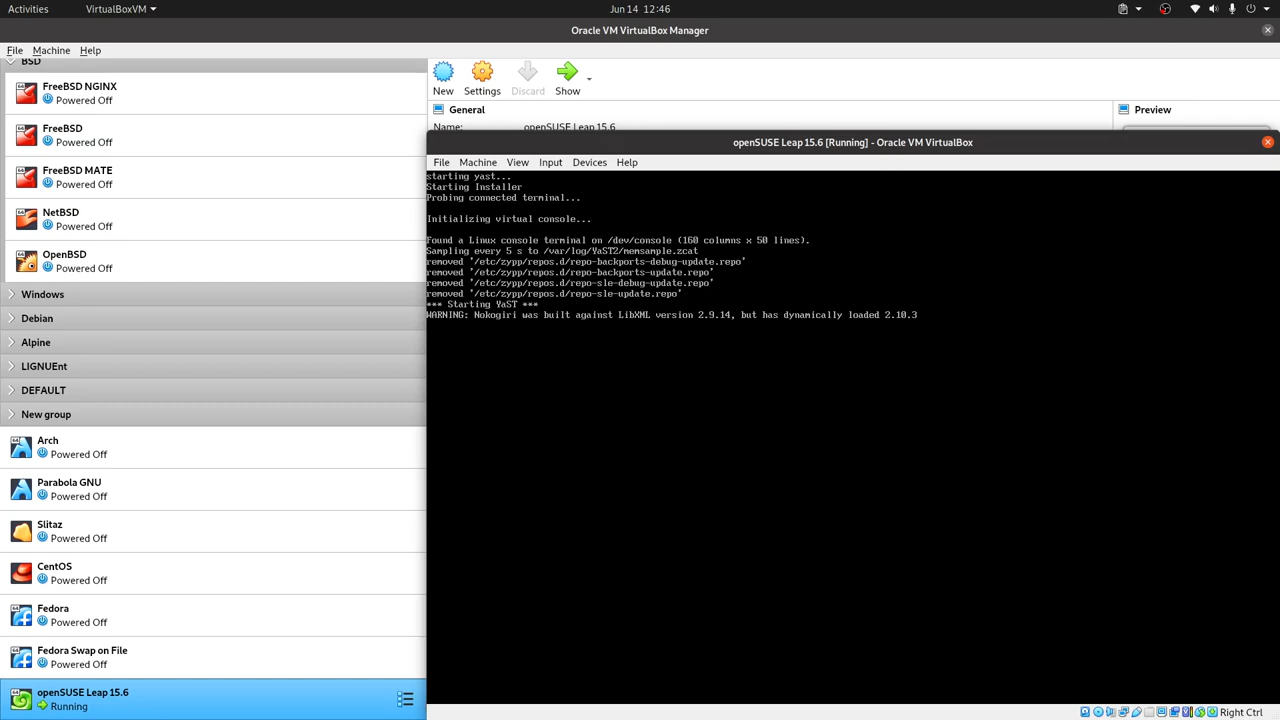 Activities
VirtualBoxVM
Jun 14 12:46
Oracle VM VirtualBox Manager
File Machine Help
BSD
FreeBSD NGINX
Powered Off
FreeBSD
Powered Off
FreeBSD MATE
Powered Off
NetBSD
Powered Off
OpenBSD
Powered Off
Windows
Debian
Alpine
LIGNUEnt
DEFAULT
New group
Arch
Powered Off
Parabola GNU
Powered Off
Slitaz
Powered Off
CentOS
Powered Off
Fedora
Powered Off
Fedora Swap on File
Powered Off
openSUSE Leap 15.6
Running
New Settings Discard Show
General
Preview
Name: openSUSE Leap 15.6
openSUSE Leap 15.6 [Running] - Oracle VM VirtualBox
File Machine View Input Devices Help
starting yast...
Starting Installer
Probing connected terminal...
Initializing virtual console...
Found a Linux console terminal on /dev/console (160 columns x 50 lines).
Sampling every 5 s to /var/log/YaST2/memsample.zcat
removed '/etc/zypp/repos.d/repo-backports-debug-update.repo'
removed '/etc/zypp/repos.d/repo-backports-update.repo'
removed '/etc/zypp/repos.d/repo-sle-debug-update.repo'
removed '/etc/zypp/repos.d/repo-sle-update.repo'
*** Starting YaST ***
WARNING: Nokogiri was built against LibXML version 2.9.14, but has dynamically loaded 2.10.3
Right Ctrl